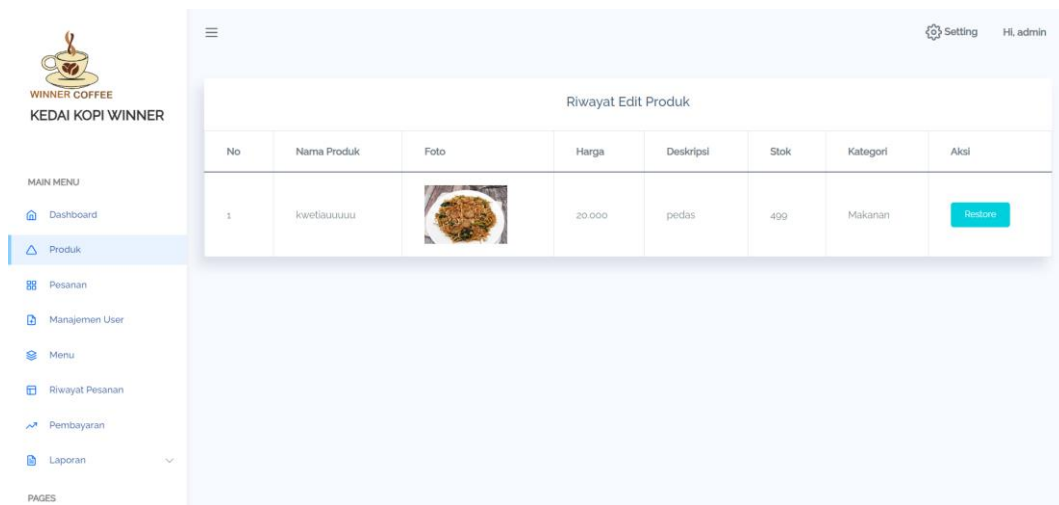 Setting
Hi, admin
WINNER COFFEE
KEDAI KOPI WINNER
MAIN MENU
Dashboard
Produk
Pesanan
Manajemen User
Menu
Riwayat Pesanan
Pembayaran
Laporan
PAGES
Riwayat Edit Produk
No Nama Produk Foto Harga Deskripsi Stok Kategori Aksi
1 kwetiauuuuu 20.000 pedas 499 Makanan Restore